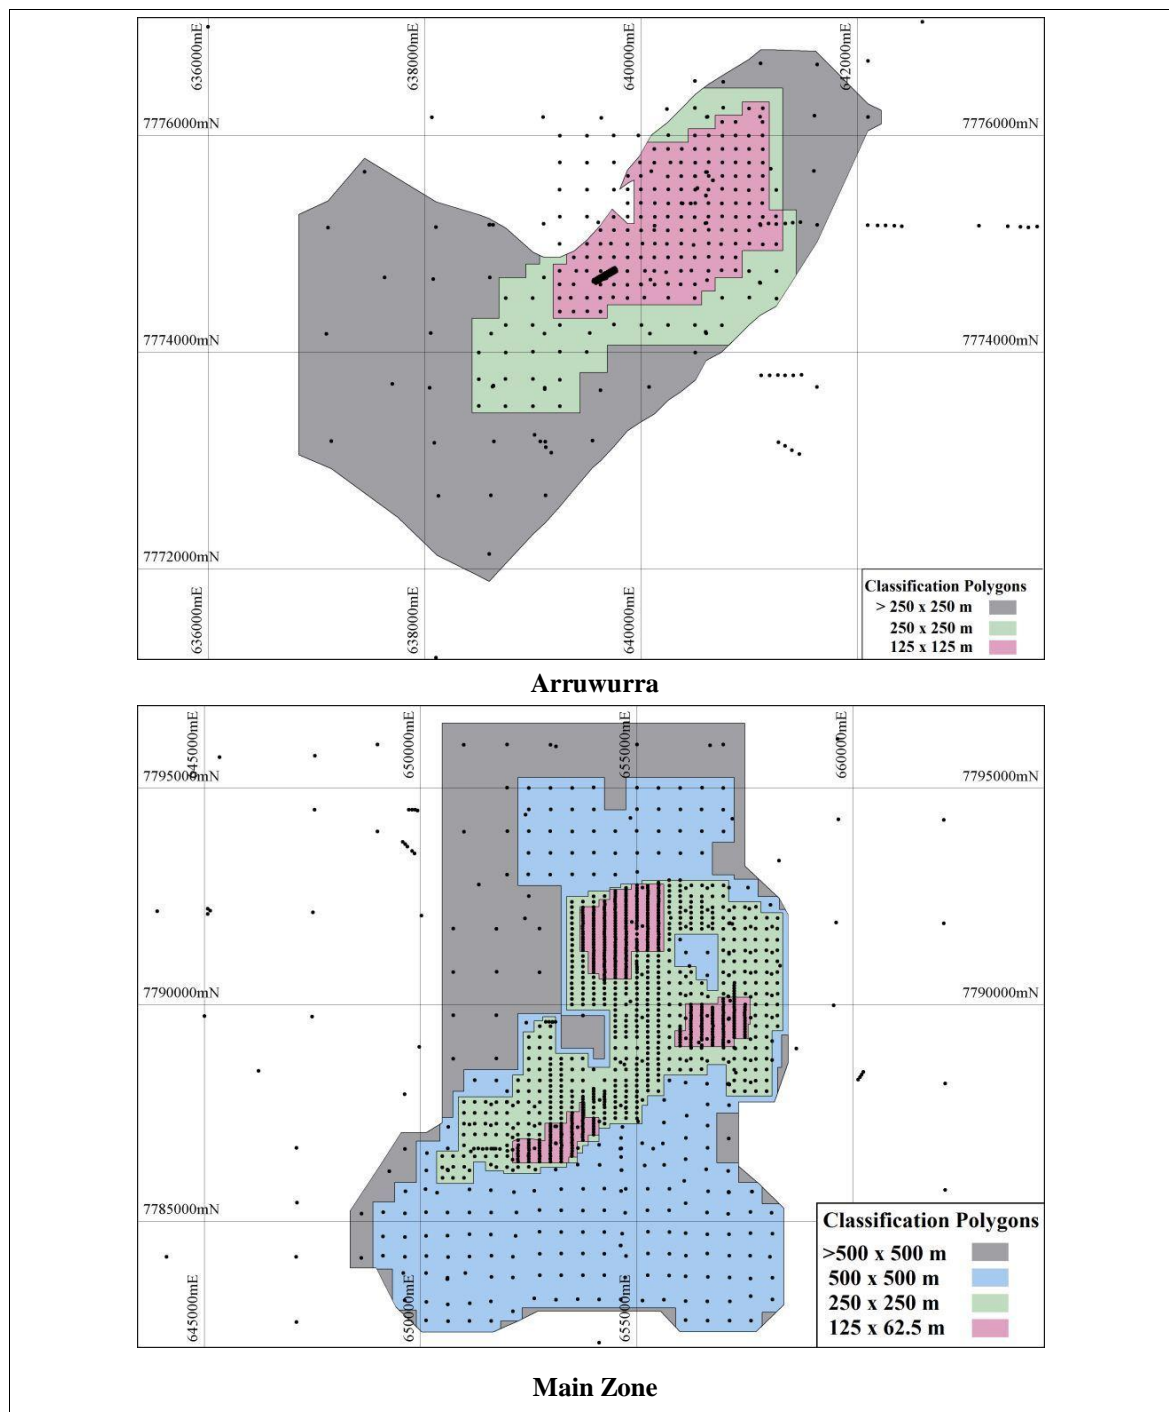 636000mE
638000mE
640000mE
642000mE
7776000mN
7776000mN
7774000mN
7774000mN
7772000mN
636000mE
638000mE
640000mE
Classification Polygons
> 250 x 250 m
250 x 250 m
125 x 125 m
Arruwurra
645000mE
650000mE
655000mE
660000mE
7795000mN
7795000mN
7790000mN
7790000mN
7785000mN
645000mE
650000mE
655000mE
Classification Polygons
>500 x 500 m
500 x 500 m
250 x 250 m
125 x 62.5 m
Main Zone